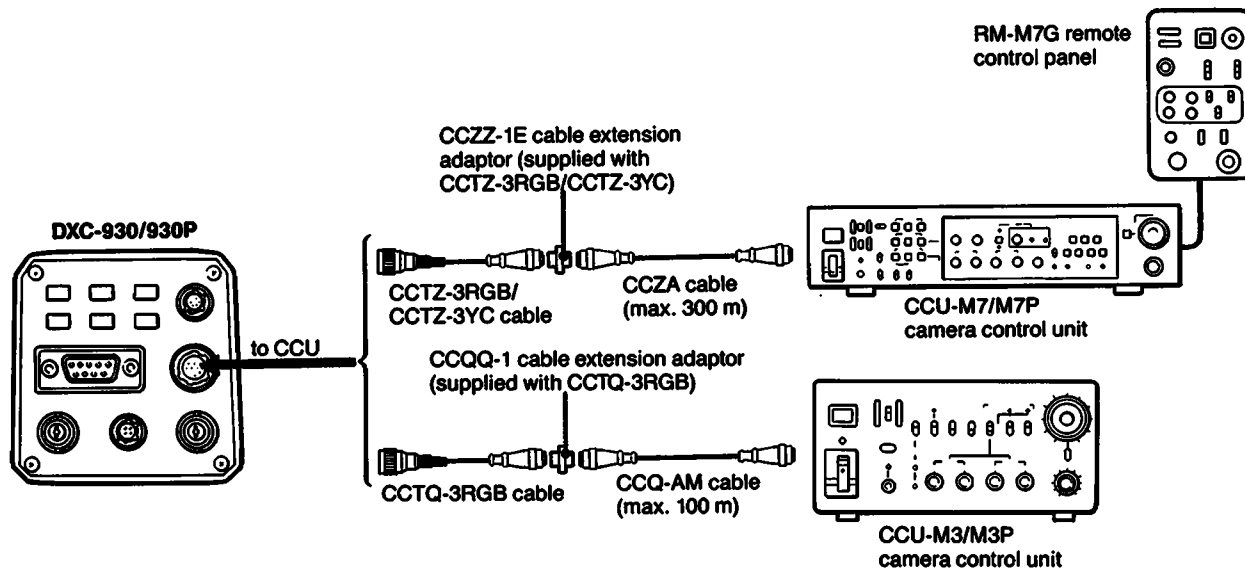 RM-M7G remote
control panel
CCZZ-1E cable extension
adaptor (supplied with
CCTZ-3RGB/CCTZ-3YC)
DXC-930/930P
CCTZ-3RGB/
CCTZ-3YC cable
CCZA cable
(max. 300 m)
CCU-M7/M7P
camera control unit
to CCU
CCQQ-1 cable extension adaptor
(supplied with CCTQ-3RGB)
CCTQ-3RGB cable
CCQ-AM cable
(max. 100 m)
CCU-M3/M3P
camera control unit